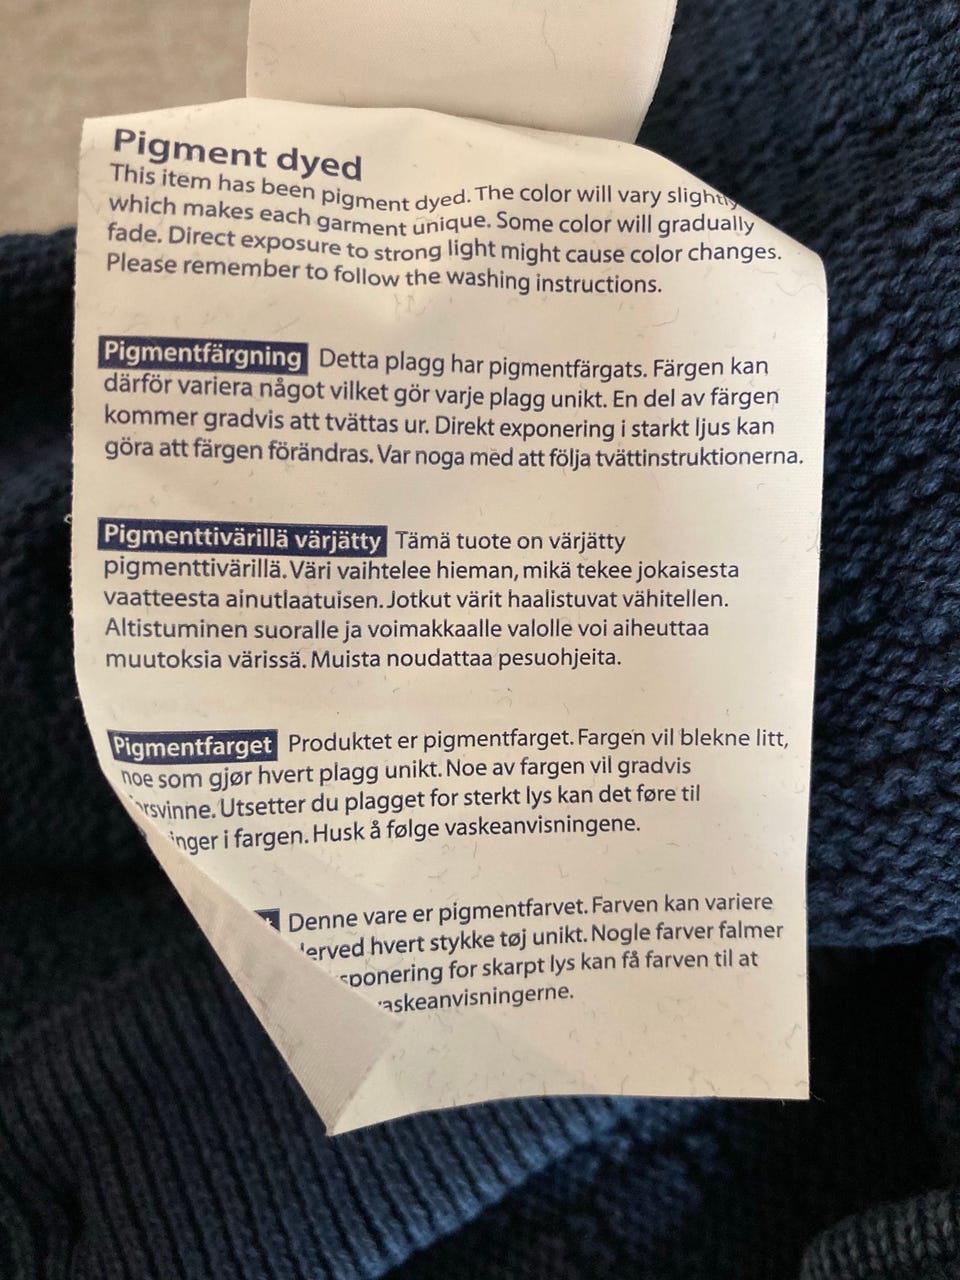 Pigment dyed
This item has been pigment dyed. The color will vary slightly
which makes each garment unique. Some color will gradually
fade. Direct exposure to strong light might cause color changes.
Please remember to follow the washing instructions.
Pigmentfärgning Detta plagg har pigmentfärgats. Färgen kan
därför variera något vilket gör varje plagg unikt. En del av färgen
kommer gradvis att tvättas ur. Direkt exponering i starkt ljus kan
göra att färgen förändras. Var noga med att följa tvättinstruktionerna.
Pigmenttivärillä värjätty Tämä tuote on värjätty
pigmenttivärillä. Väri vaihtelee hieman, mikä tekee jokaisesta
vaatteesta ainutlaatuisen. Jotkut värit haalistuvat vähitellen.
Altistuminen suoralle ja voimakkaalle valolle voi aiheuttaa
muutoksia värissä. Muista noudattaa pesuohjeita.
Pigmentfarget Produktet er pigmentfarget. Fargen vil blekne litt,
noe som gjør hvert plagg unikt. Noe av fargen vil gradvis
rsvinne. Utsetter du plagget for sterkt lys kan det føre til
inger i fargen. Husk å følge vaskeanvisningene.
Denne vare er pigmentfarvet. Farven kan variere
derved hvert stykke tøj unikt. Nogle farver falmer
sponering for skarpt lys kan få farven til at
vaskeanvisningerne.